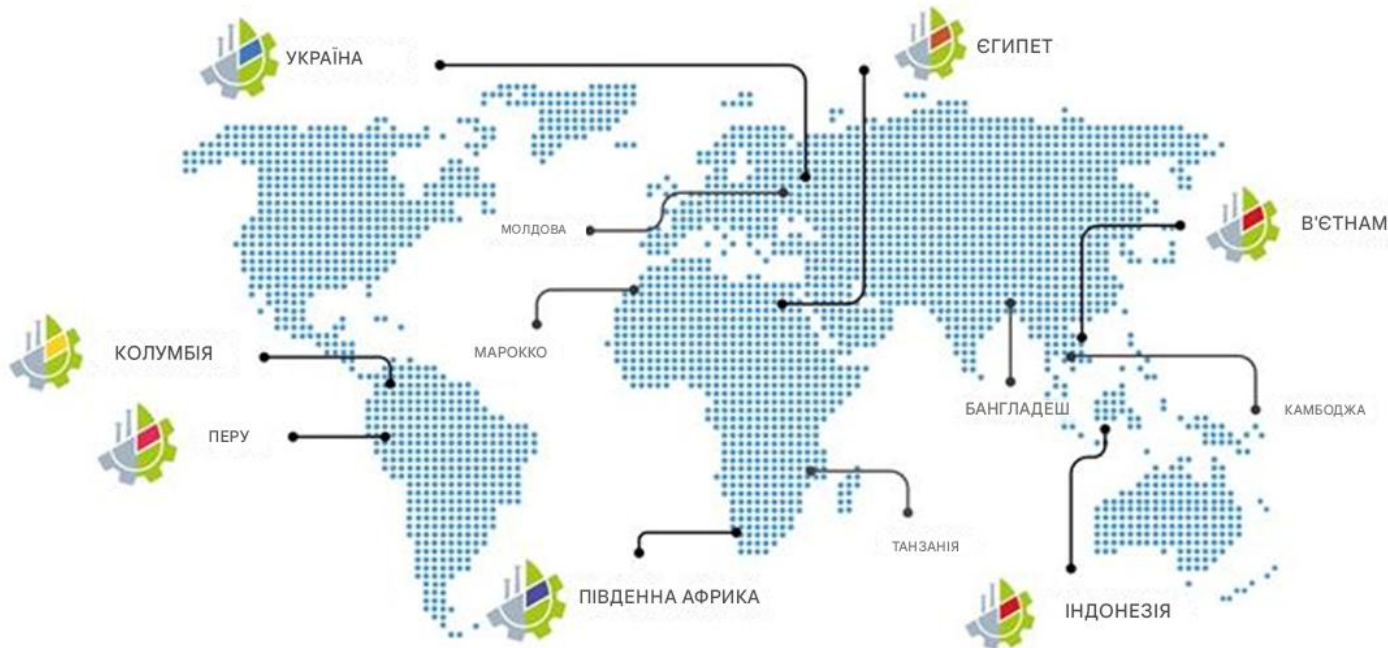 УКРАЇНА
ЄГИПЕТ
МОЛДОВА
В'ЄТНАМ
МАРОККО
КОЛУМБІЯ
БАНГЛАДЕШ
КАМБОДЖА
ПЕРУ
ТАНЗАНІЯ
ПІВДЕННА АФРИКА
ІНДОНЕЗІЯ